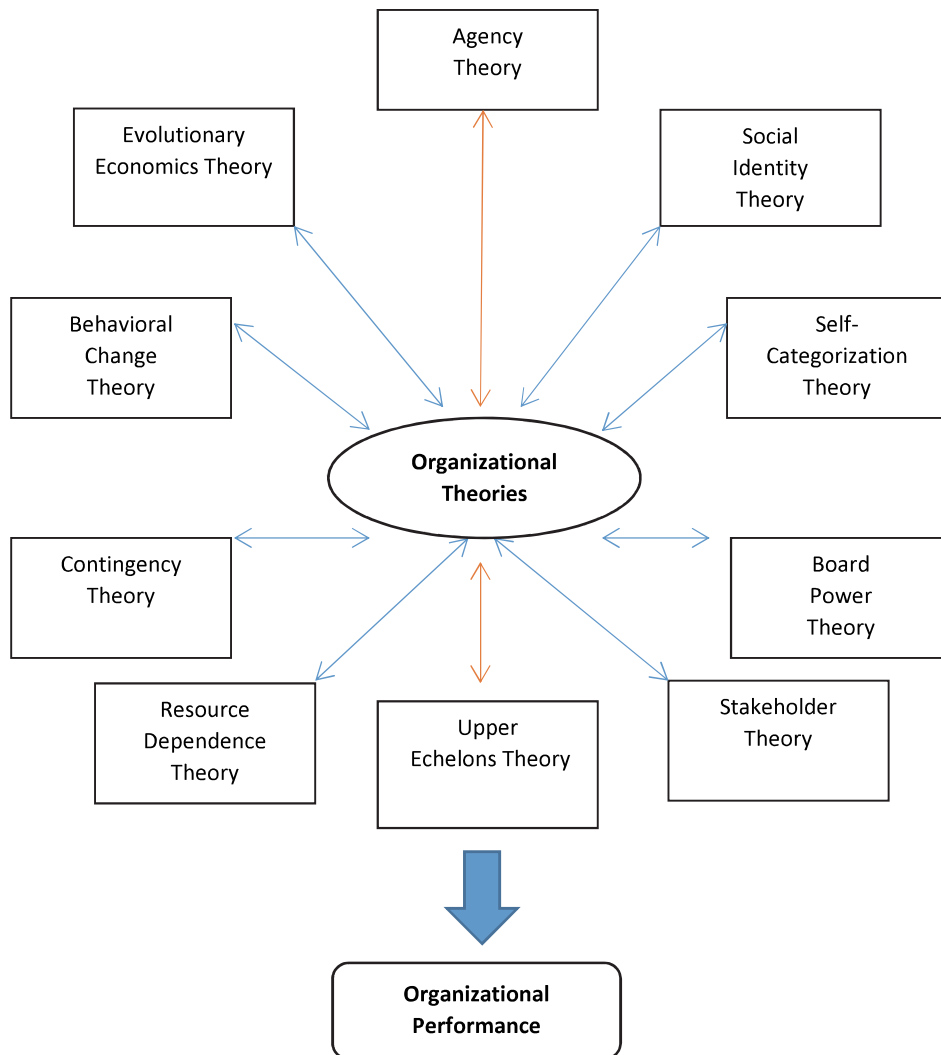 Agency
Theory
Evolutionary
Economics Theory
Social
Identity
Theory
Behavioral
Change
Theory
Self-
Categorization
Theory
Organizational
Theories
Contingency
Theory
Board
Power
Theory
Resource
Dependence
Theory
Upper
Echelons Theory
Stakeholder
Theory
Organizational
Performance